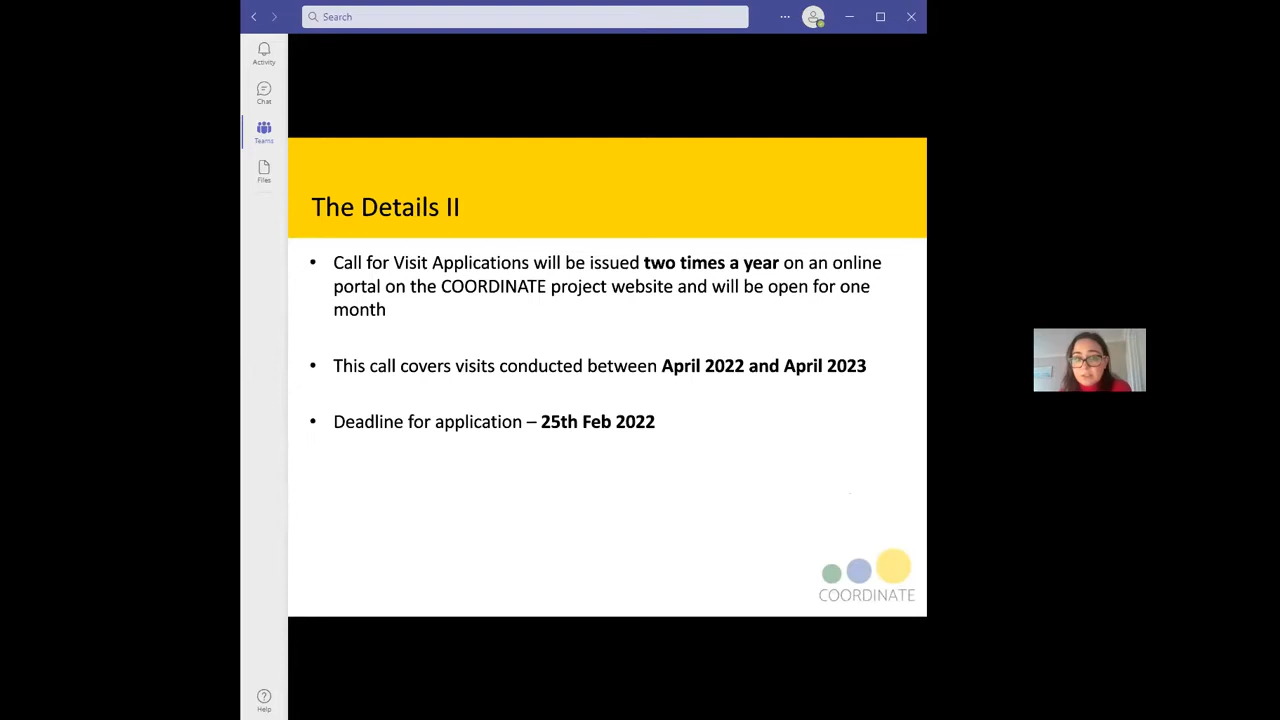 Search
Activity
Chat
Teams
Files
The Details II
• Call for Visit Applications will be issued two times a year on an online
portal on the COORDINATE project website and will be open for one
month
• This call covers visits conducted between April 2022 and April 2023
• Deadline for application – 25th Feb 2022
COORDINATE
Help